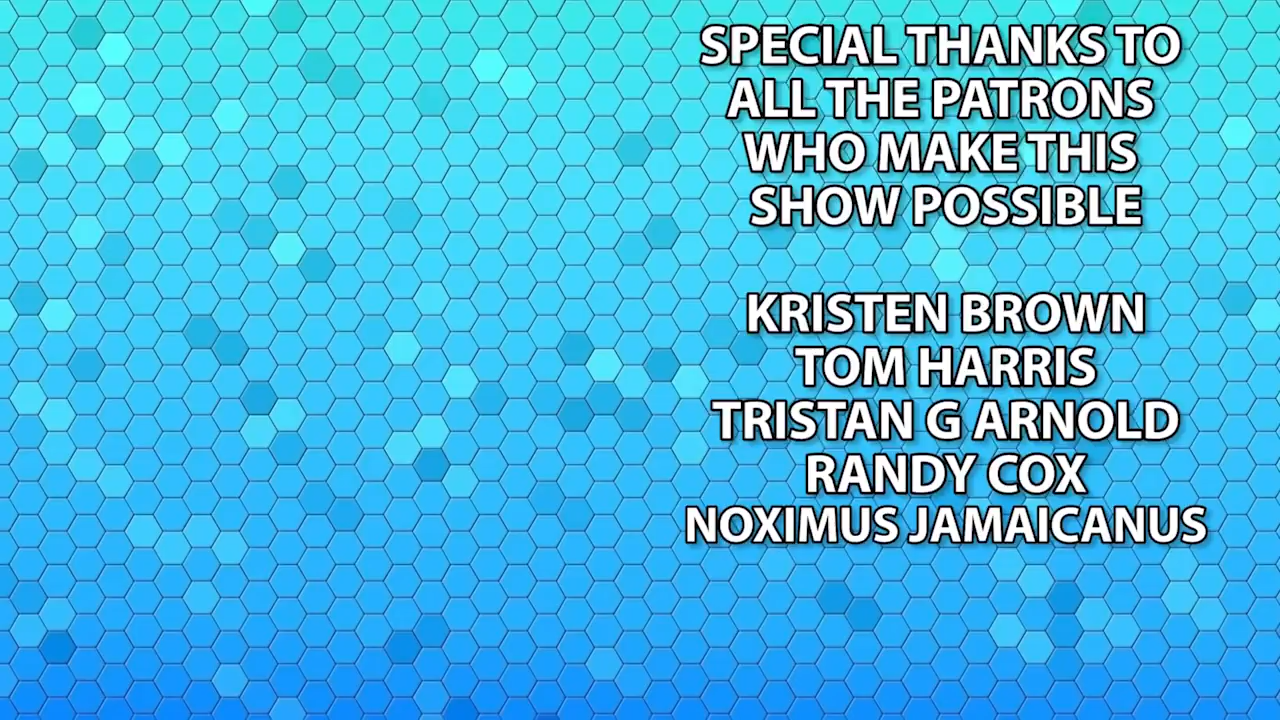 SPECIAL THANKS TO
ALL THE PATRONS
WHO MAKE THIS
SHOW POSSIBLE
KRISTEN BROWN
TOM HARRIS
TRISTAN G ARNOLD
RANDY COX
NOXIMUS JAMAICANUS